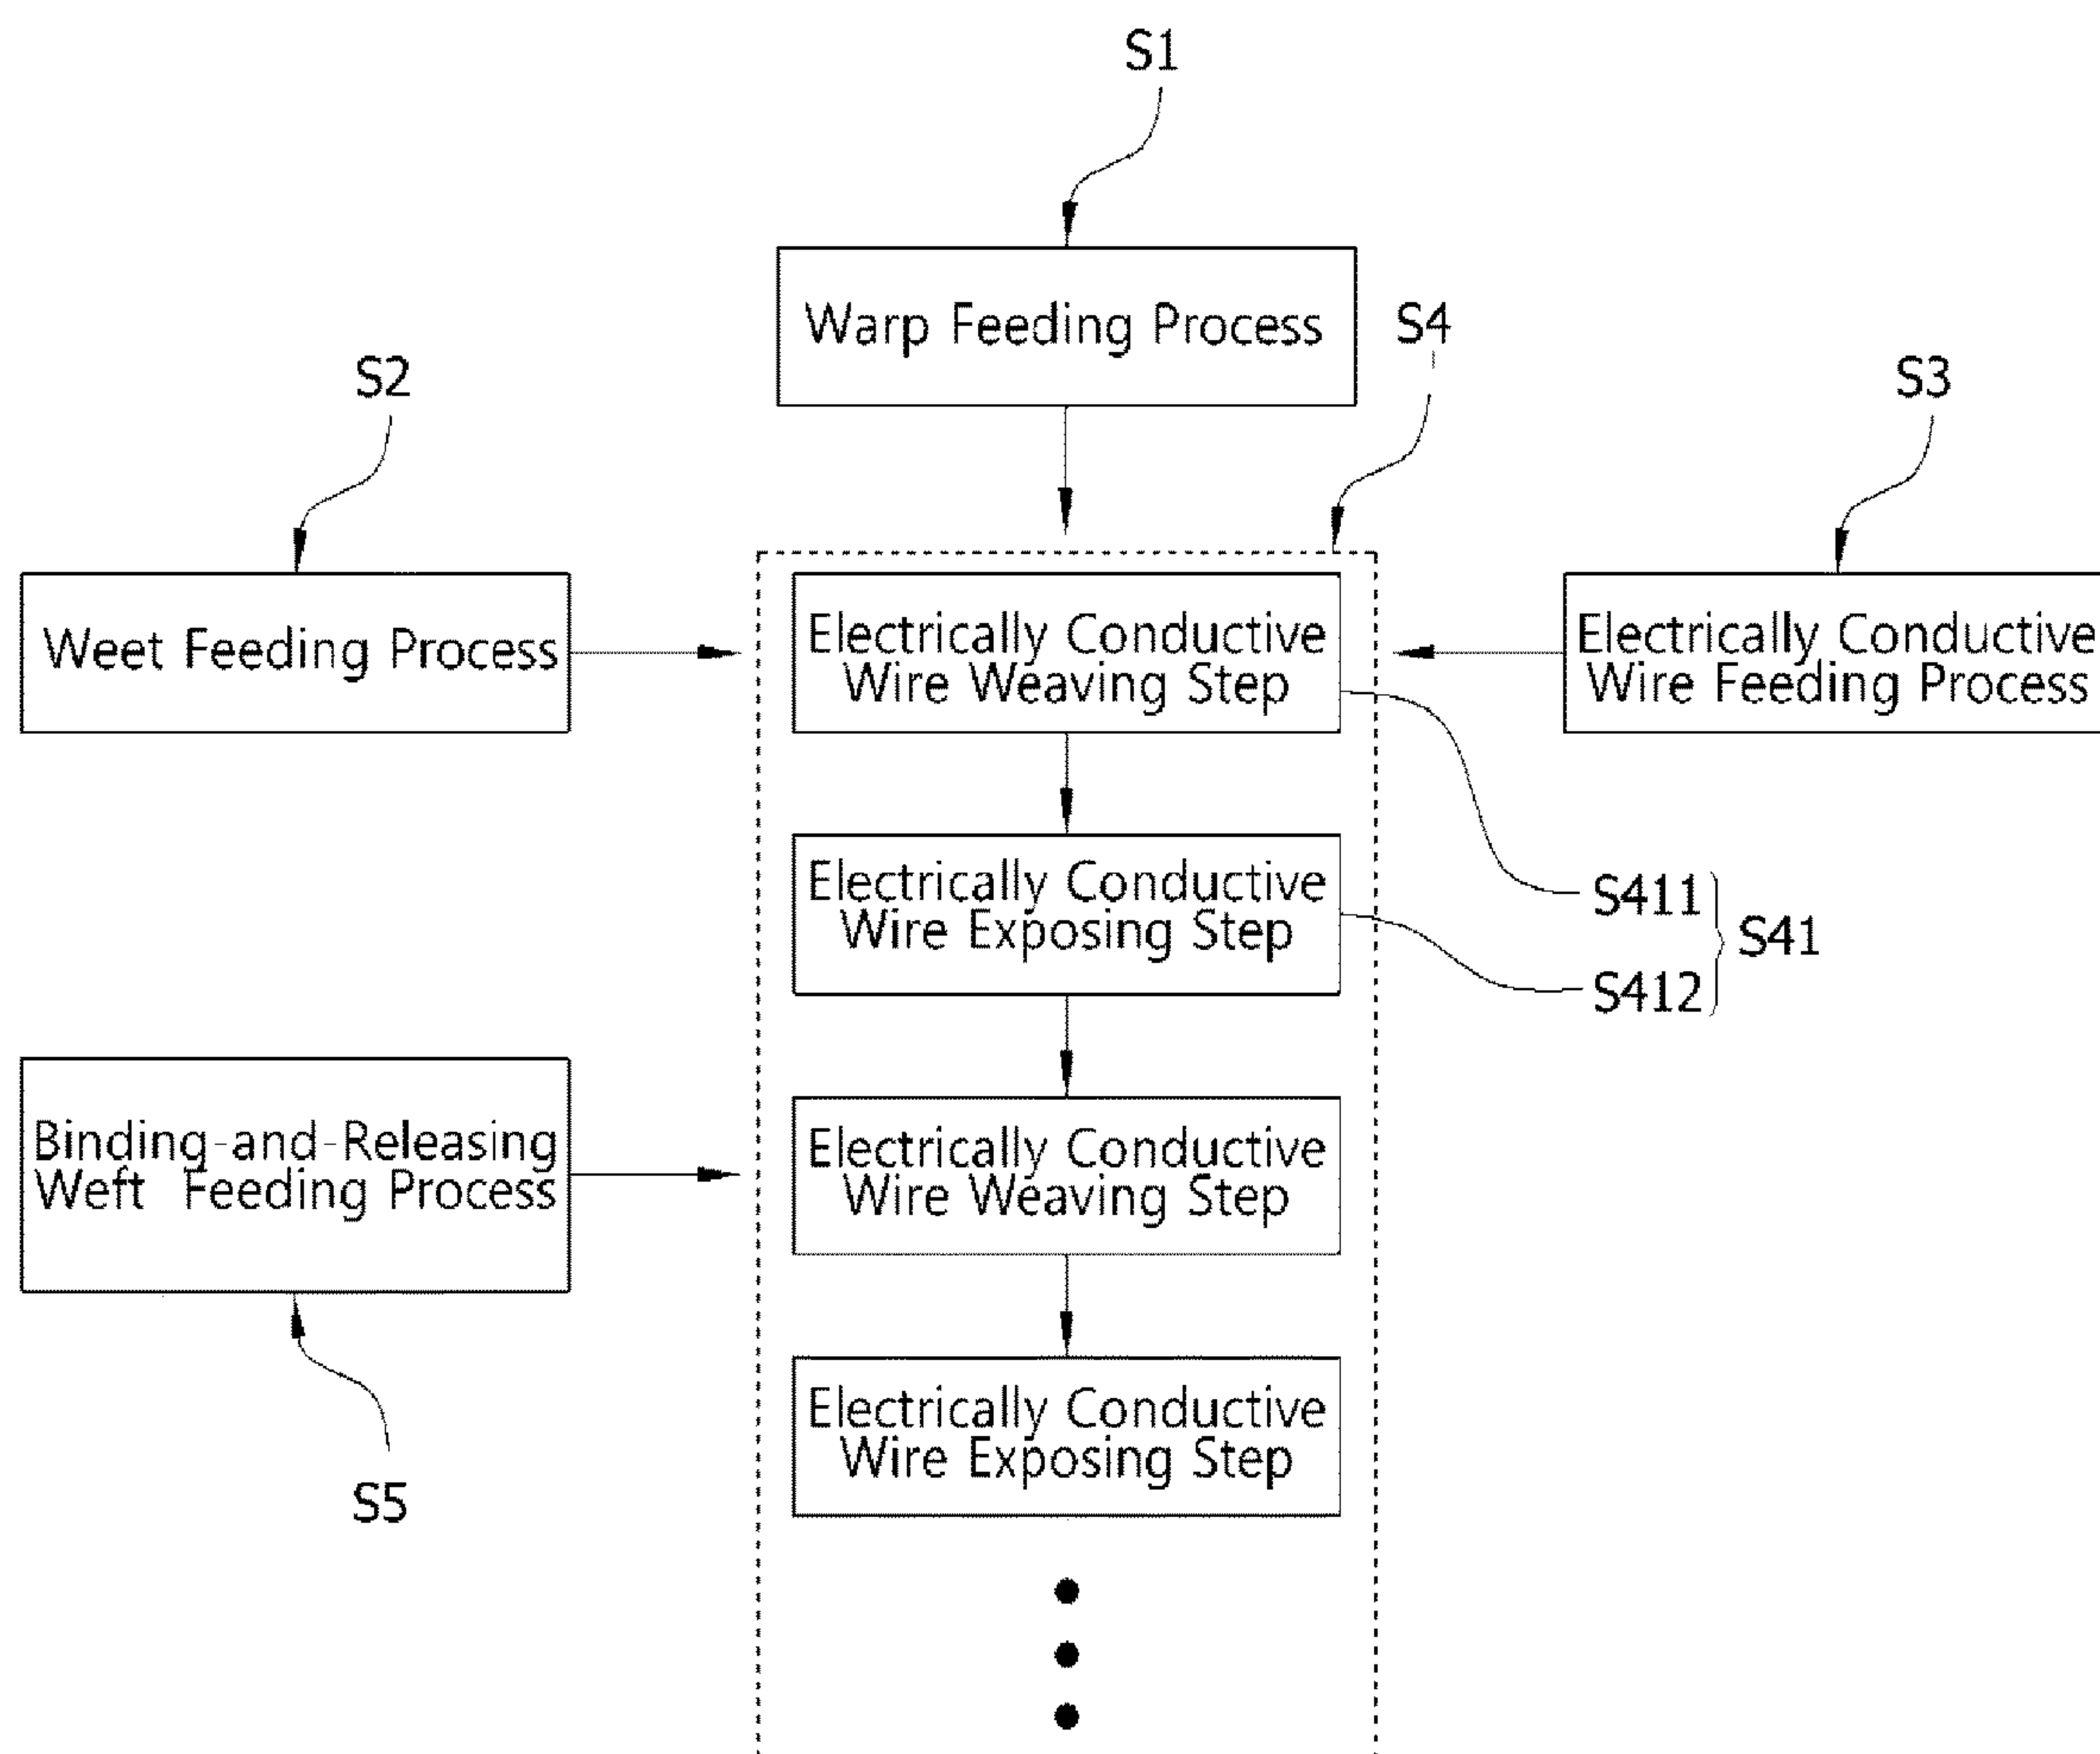 S1
Warp Feeding Process
S4
S2
S3
Weet Feeding Process
Electrically Conductive
Wire Weaving Step
Electrically Conductive
Wire Feeding Process
Electrically Conductive
Wire Exposing Step
S411
S41
S412
Binding-and-Releasing
Weft Feeding Process
Electrically Conductive
Wire Weaving Step
Electrically Conductive
Wire Exposing Step
S5